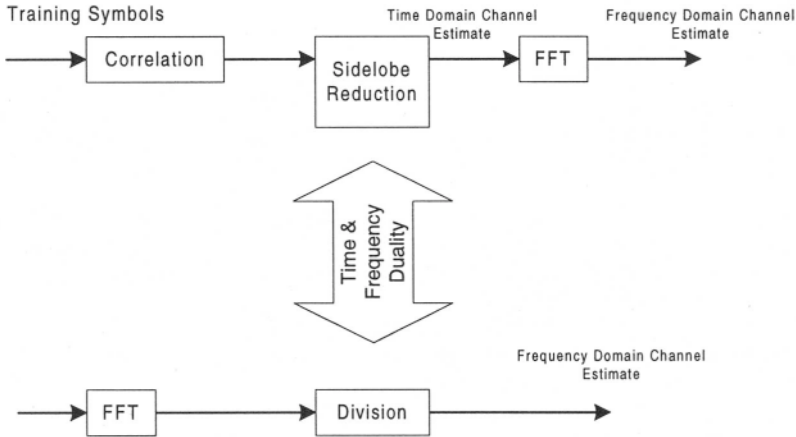 Training Symbols
Time Domain Channel
Estimate
Frequency Domain Channel
Estimate
Correlation
Sidelobe
Reduction
FFT
Time &
Frequency
Duality
Frequency Domain Channel
Estimate
FFT
Division